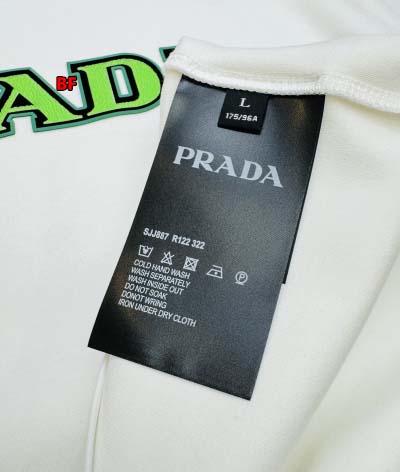 RAD
BF
L
175/96A
PRADA
SJJ887 R122 322
P
COLD HAND WASH
WASH SEPARATELY
WASH INSIDE OUT
DO NOT SOAK
DONOT WRING
IRON UNDER DRY CLOTH